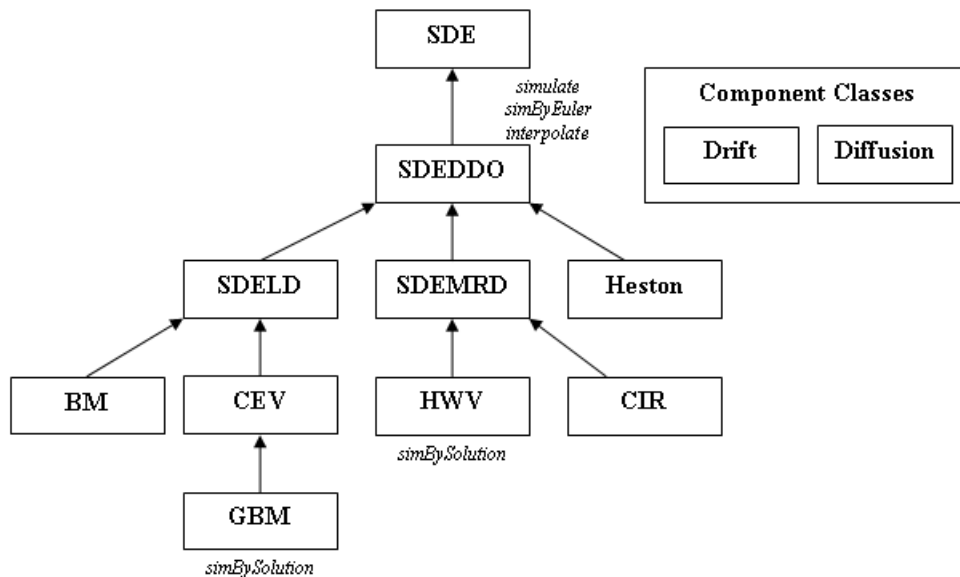 SDE
simulate
simByEuler
interpolate
Component Classes
Drift
Diffusion
SDEDDO
SDELD
SDEMRD
Heston
BM
CEV
HWV
CIR
simBySolution
GBM
simBySolution